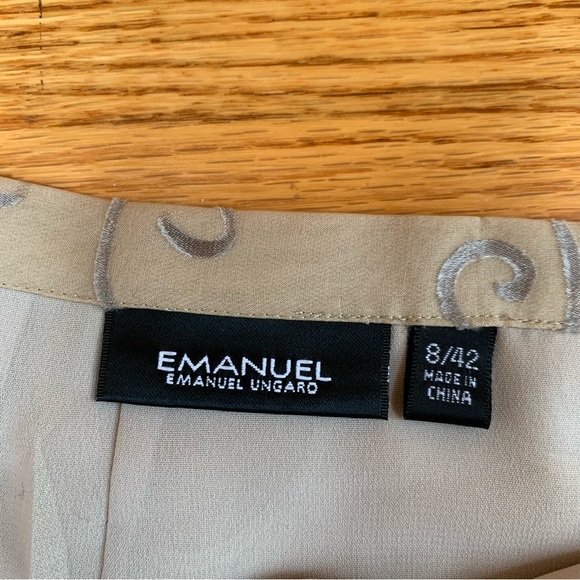 EMANUEL
EMANUEL UNGARO
8/42
MADE IN
CHINA